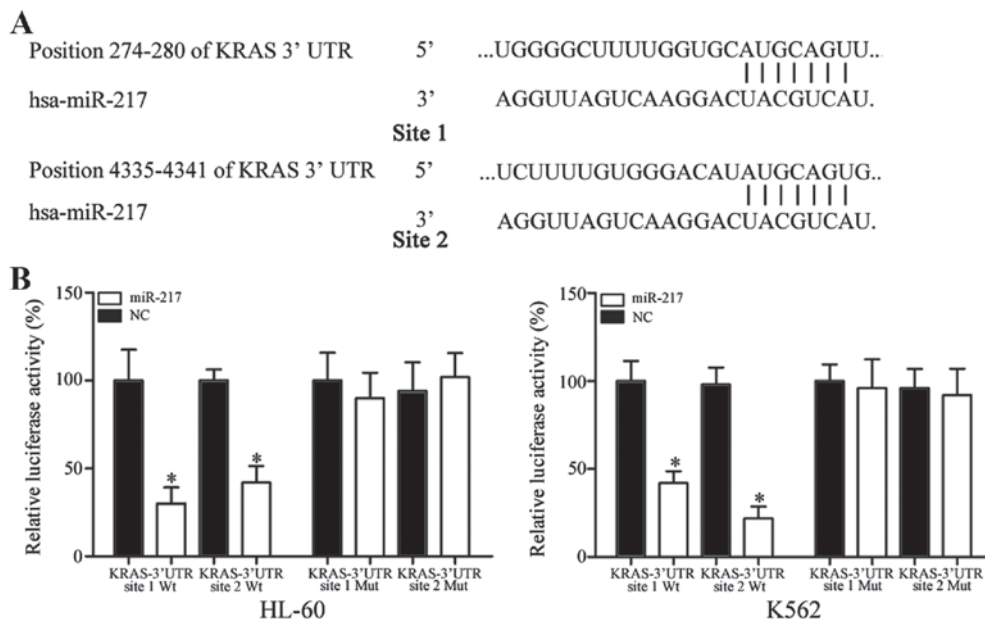 A
Position 274-280 of KRAS 3’ UTR 5’ ...UGGGGCUUUUGGUGCAUGCAGUU...
hsa-miR-217 3’ AGGUUAGUCAAGGACUACGUCAU.
Site 1
Position 4335-4341 of KRAS 3’ UTR 5’ ...UCUUUUGUGGGACAUAUGCAGUG...
hsa-miR-217 3’ AGGUUAGUCAAGGACUACGUCAU.
Site 2
B
Relative luciferase activity (%)
150
100
50
0
miR-217
NC
*
*
KRAS-3’UTR site 1 Wt
KRAS-3’UTR site 2 Wt
KRAS-3’UTR site 1 Mut
KRAS-3’UTR site 2 Mut
HL-60
Relative luciferase activity (%)
150
100
50
0
miR-217
NC
*
*
KRAS-3’UTR site 1 Wt
KRAS-3’UTR site 2 Wt
KRAS-3’UTR site 1 Mut
KRAS-3’UTR site 2 Mut
K562